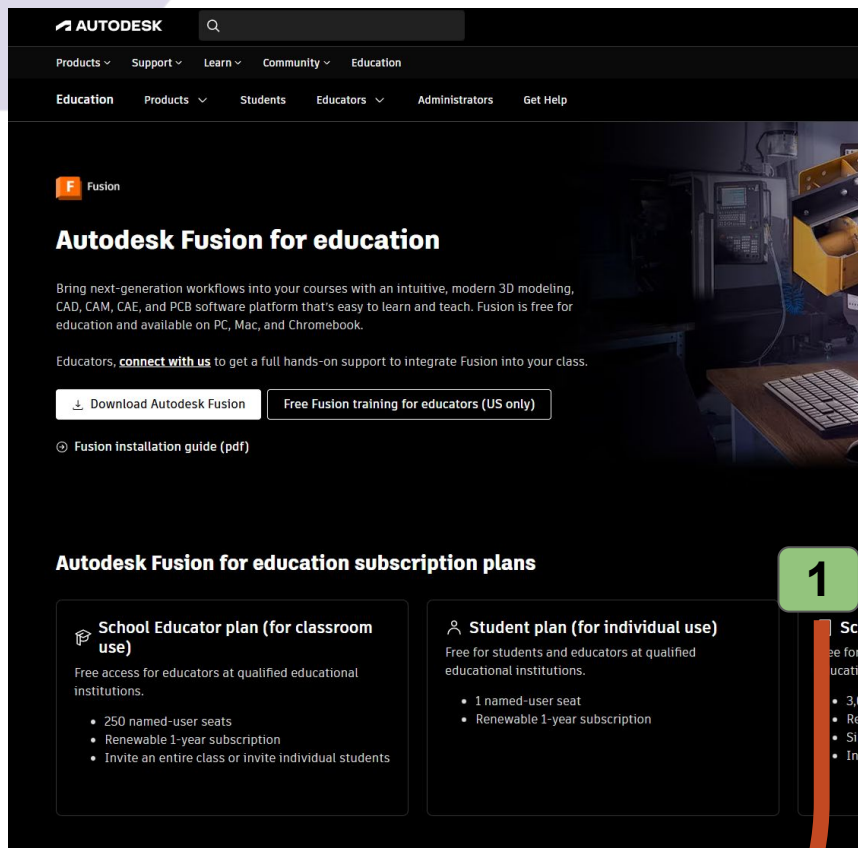 AUTODESK
Products Support Learn Community Education
Education Products Students Educators Administrators Get Help
F Fusion
Autodesk Fusion for education
Bring next-generation workflows into your courses with an intuitive, modern 3D modeling,
CAD, CAM, CAE, and PCB software platform that's easy to learn and teach. Fusion is free for
education and available on PC, Mac, and Chromebook.
Educators, connect with us to get a full hands-on support to integrate Fusion into your class.
Download Autodesk Fusion Free Fusion training for educators (US only)
Fusion installation guide (pdf)
Autodesk Fusion for education subscription plans
1
School Educator plan (for classroom
use)
Free access for educators at qualified educational
institutions.
• 250 named-user seats
• Renewable 1-year subscription
• Invite an entire class or invite individual students
Student plan (for individual use)
Free for students and educators at qualified
educational institutions.
• 1 named-user seat
• Renewable 1-year subscription